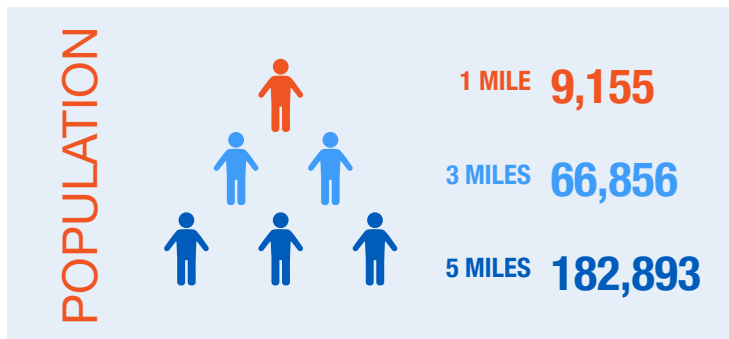 POPULATION
1 MILE 9,155
3 MILES 66,856
5 MILES 182,893